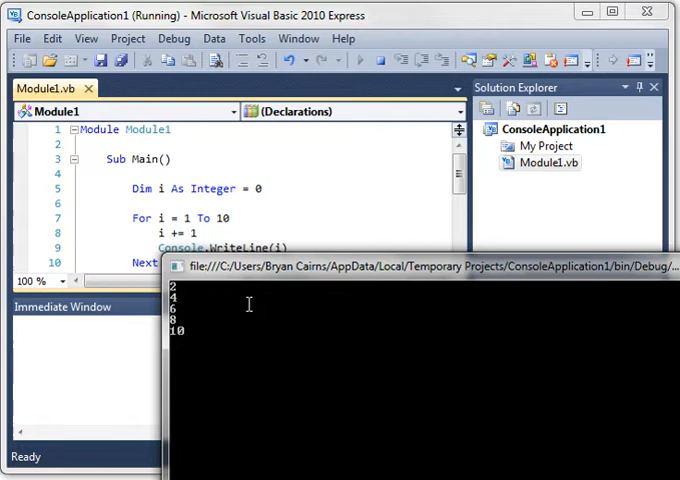 ConsoleApplication1 (Running) - Microsoft Visual Basic 2010 Express
File Edit View Project Debug Data Tools Window Help
Module1.vb
Solution Explorer
Module1
(Declarations)
ConsoleApplication1
My Project
Module1.vb
1 Module Module1
2
3 Sub Main()
4
5 Dim i As Integer = 0
6
7 For i = 1 To 10
8 i += 1
9 Console.WriteLine(i)
10 Next
100 %
file:///C:/Users/Bryan Cairns/AppData/Local/Temporary Projects/ConsoleApplication1/bin/Debug/...
Immediate Window
2
4
6
8
10
Ready